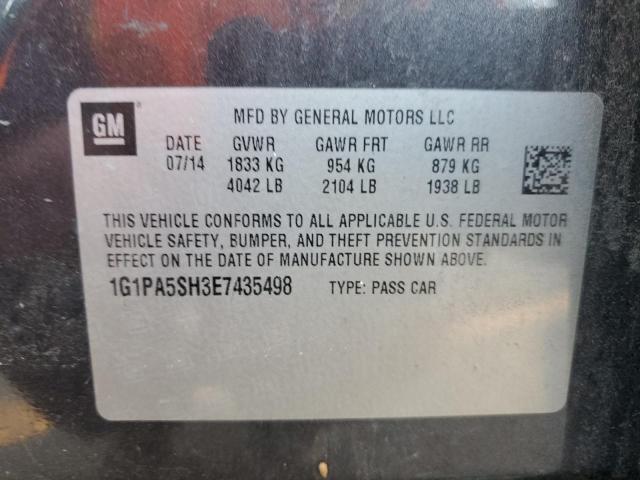 GM®
MFD BY GENERAL MOTORS LLC
DATE GVWR GAWR FRT GAWR RR
07/14 1833 KG 954 KG 879 KG
4042 LB 2104 LB 1938 LB
THIS VEHICLE CONFORMS TO ALL APPLICABLE U.S. FEDERAL MOTOR
VEHICLE SAFETY, BUMPER, AND THEFT PREVENTION STANDARDS IN
EFFECT ON THE DATE OF MANUFACTURE SHOWN ABOVE.
1G1PA5SH3E7435498 TYPE: PASS CAR